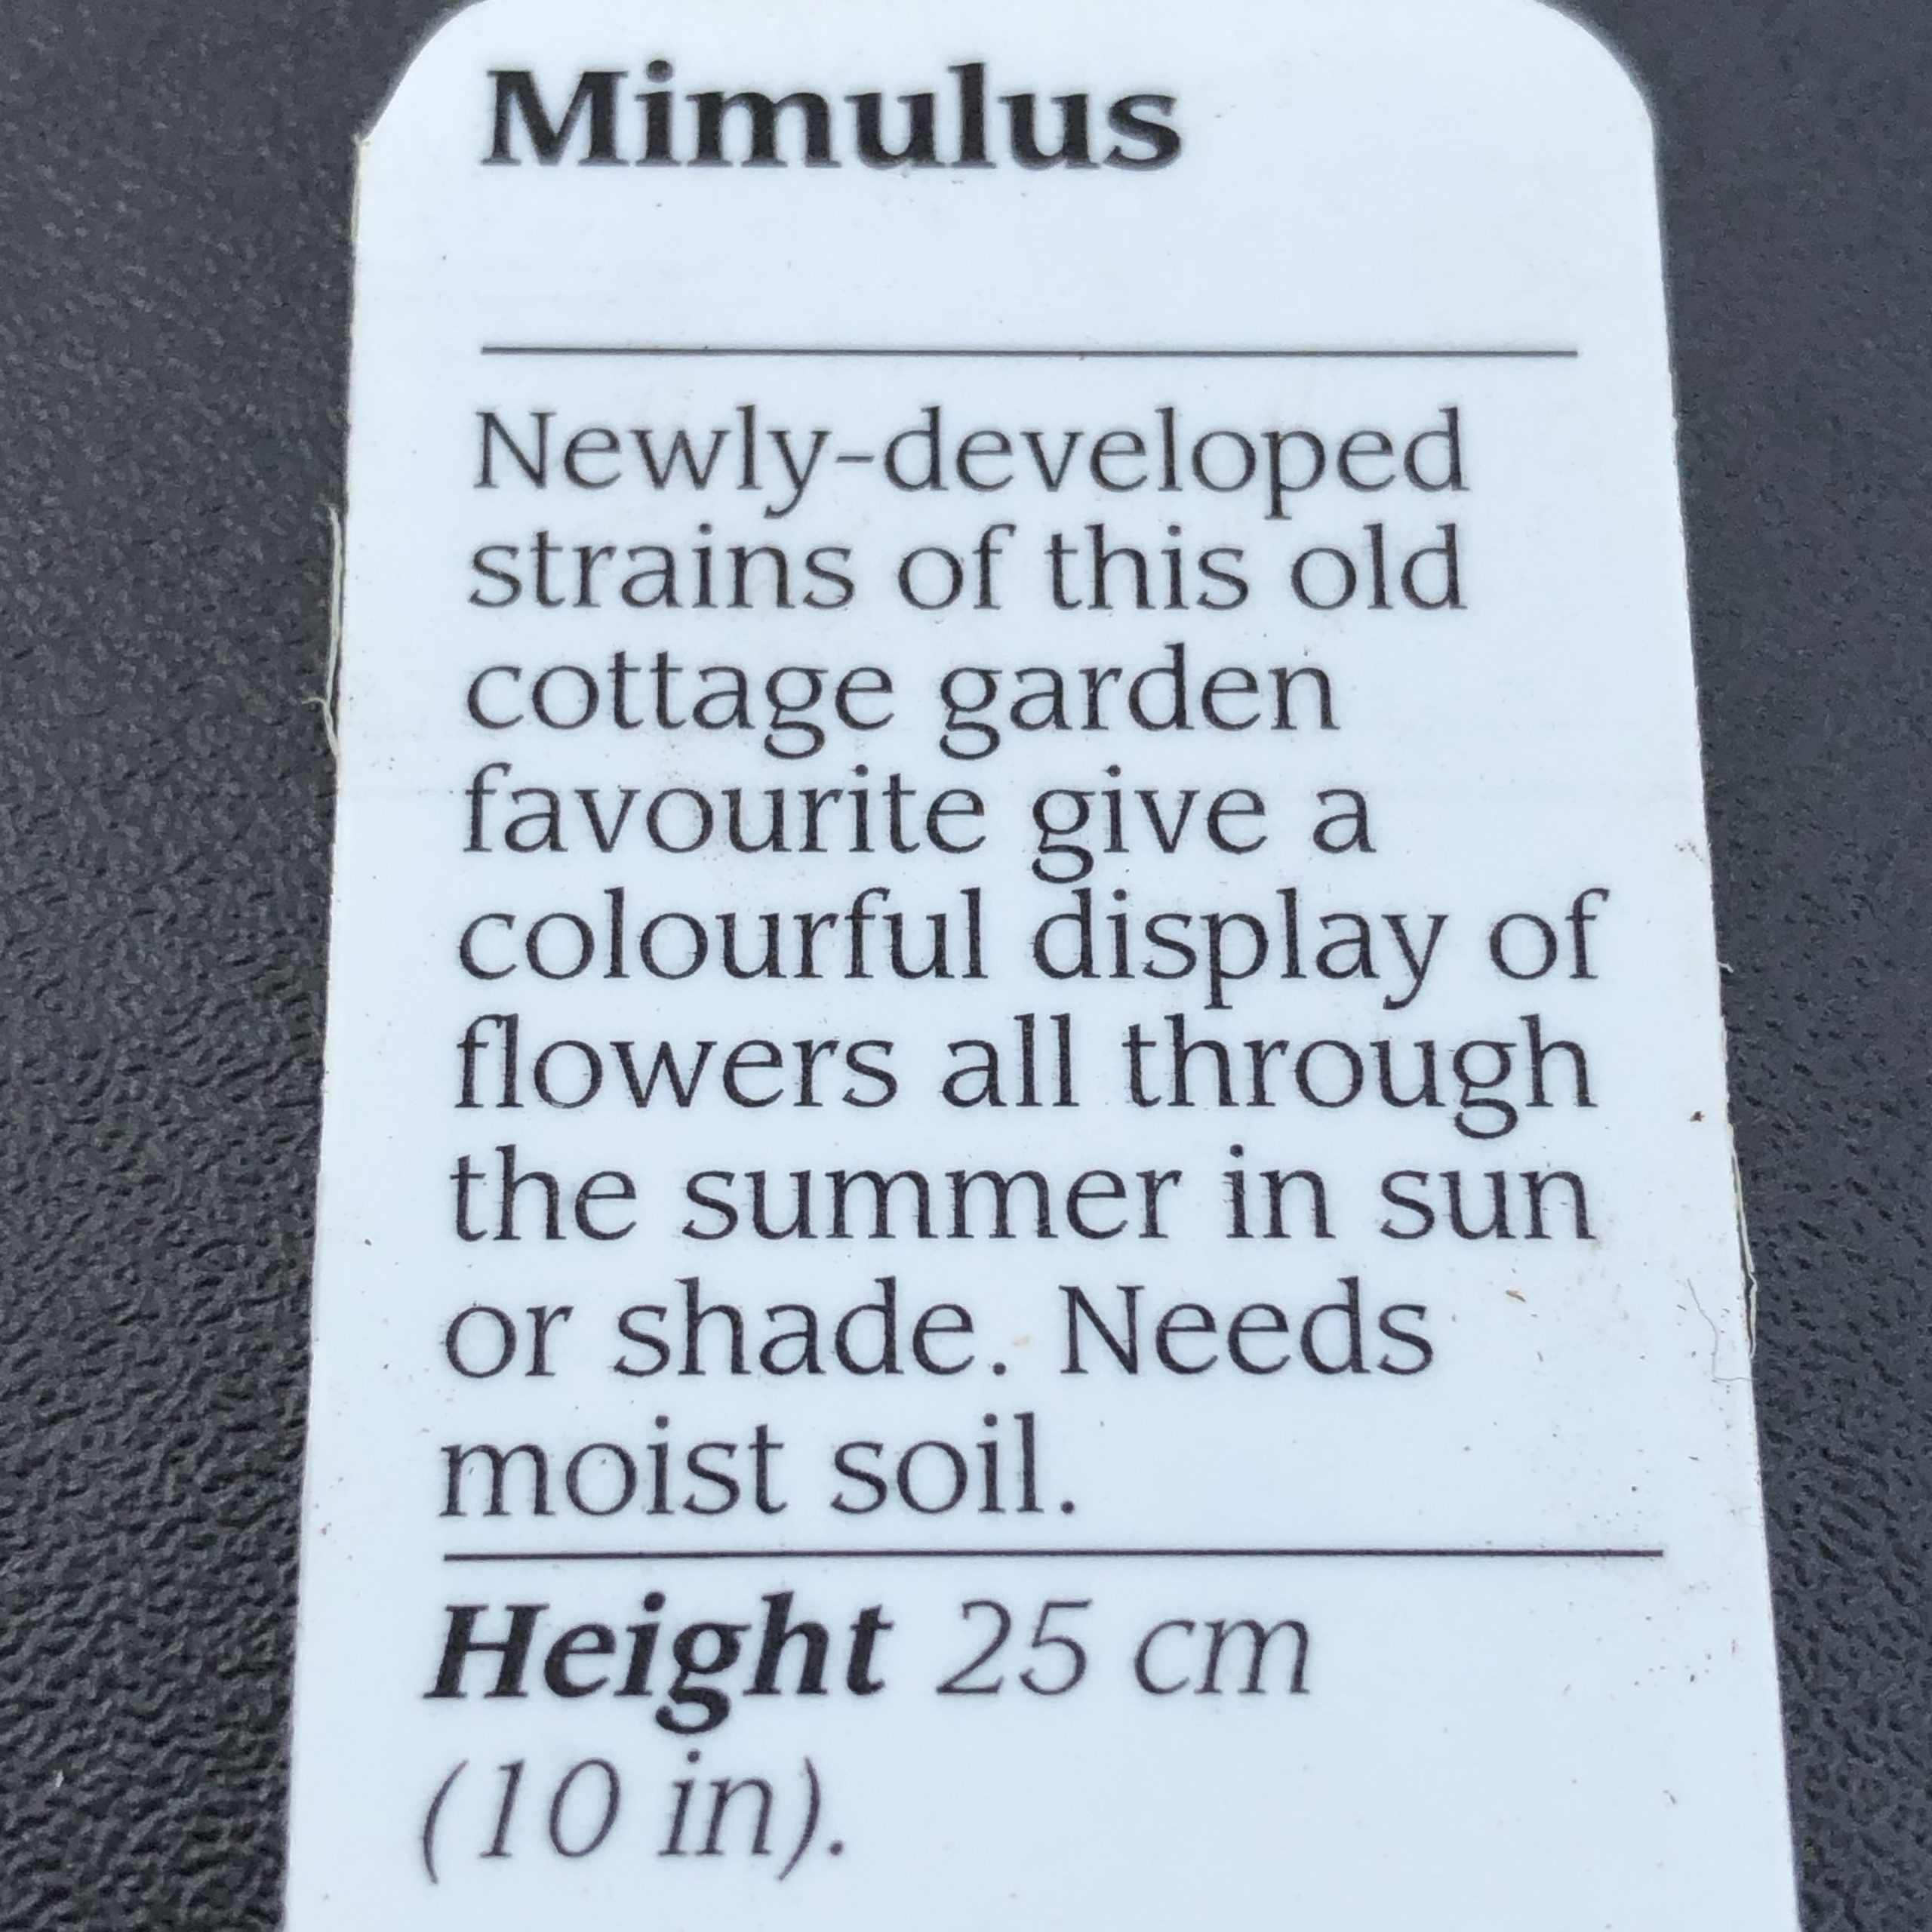 Mimulus
Newly-developed
strains of this old
cottage garden
favourite give a
colourful display of
flowers all through
the summer in sun
or shade. Needs
moist soil.
Height 25 cm
(10 in).